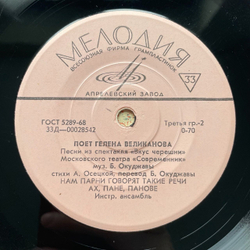 МЕЛОДИЯ
ВСЕСОЮЗНАЯ ФИРМА ГРАМПЛАСТИНОК
33
АПРЕЛЕВСКИЙ ЗАВОД
ГОСТ 5289-68
33Д—00028542
Третья гр.-2
0-70
ПОЕТ ГЕЛЕНА ВЕЛИКАНОВА
Песни из спектакля «Вкус черешни»
Московского театра «Современник»
муз. Б. Окуджавы
стихи А. Осецкой, перевод Б. Окуджавы
НАМ ПАРНИ ГОВОРЯТ ТАКИЕ РЕЧИ
АХ, ПАНЕ, ПАНОВЕ
Инстр. ансамбль